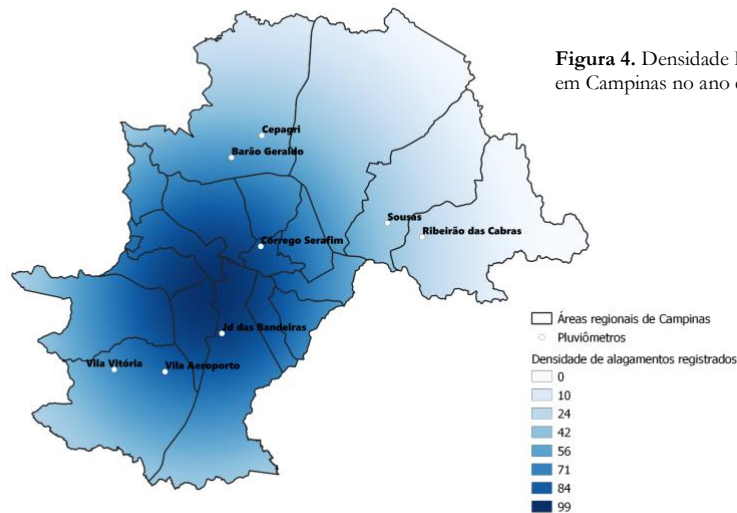 Figura 4. Densidade
em Campinas no ano
Cepagri
Barão Geraldo
Sousas
Ribeirão das Cabras
Córrego Serafim
Jd das Bandeiras
Vila Vitória
Vila Aeroporto
Áreas regionais de Campinas
Pluviômetros
Densidade de alagamentos registrados
0
10
24
42
56
71
84
99